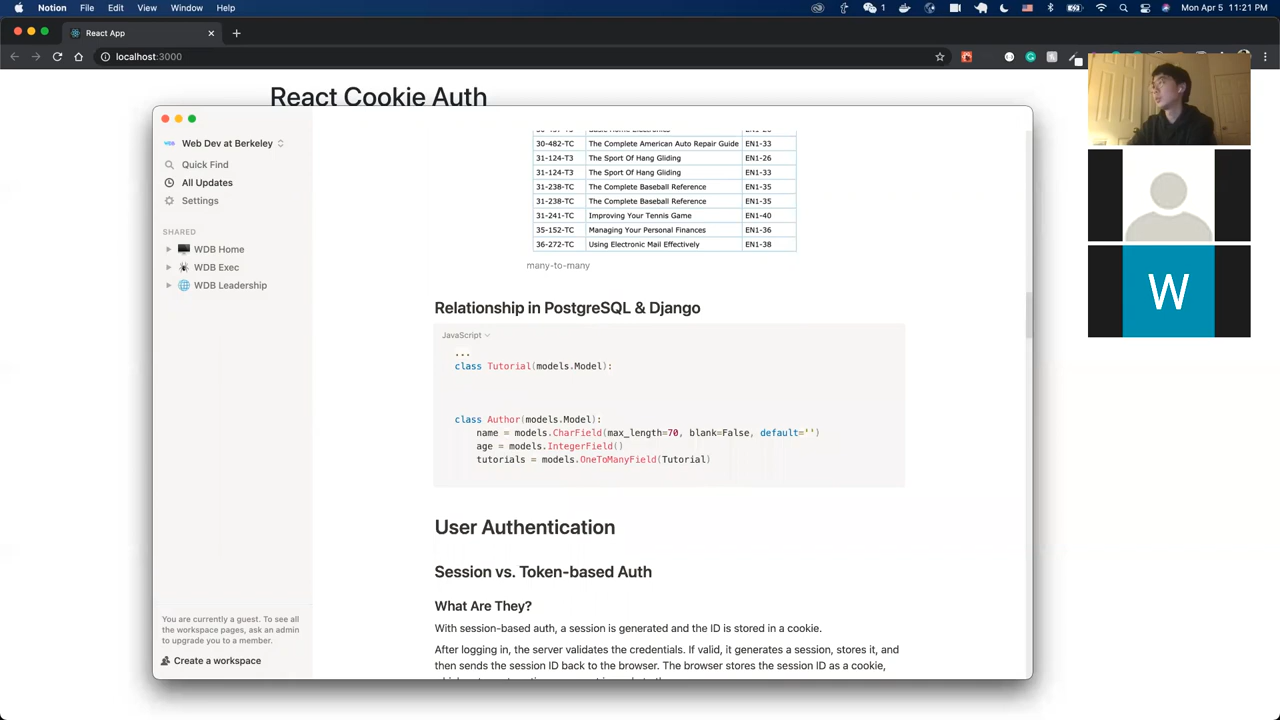 Notion File Edit View Window Help
1 Mon Apr 5 11:21 PM
React App
localhost:3000
React Cookie Auth
Web Dev at Berkeley
Quick Find
All Updates
Settings
SHARED
WDB Home
WDB Exec
WDB Leadership
You are currently a guest. To see all
the workspace pages, ask an admin
to upgrade you to a member.
Create a workspace
30-457-TC The Complete American Auto Repair Guide EN1-33
31-124-T3 The Sport Of Hang Gliding EN1-26
31-124-T3 The Sport Of Hang Gliding EN1-33
31-238-TC The Complete Baseball Reference EN1-35
31-238-TC The Complete Baseball Reference EN1-35
31-241-TC Improving Your Tennis Game EN1-40
35-152-TC Managing Your Personal Finances EN1-36
36-272-TC Using Electronic Mail Effectively EN1-38
many-to-many
Relationship in PostgreSQL & Django
JavaScript
...
class Tutorial(models.Model):
class Author(models.Model):
name = models.CharField(max_length=70, blank=False, default='')
age = models.IntegerField()
tutorials = models.OneToManyField(Tutorial)
User Authentication
Session vs. Token-based Auth
What Are They?
With session-based auth, a session is generated and the ID is stored in a cookie.
After logging in, the server validates the credentials. If valid, it generates a session, stores it, and
then sends the session ID back to the browser. The browser stores the session ID as a cookie,
W